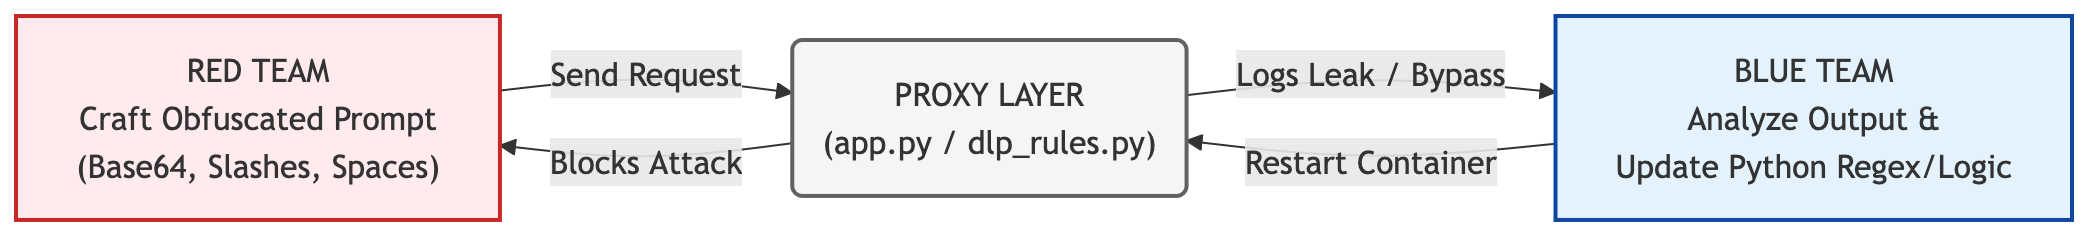 RED TEAM
Craft Obfuscated Prompt
(Base64, Slashes, Spaces)
Send Request
Blocks Attack
PROXY LAYER
(app.py / dlp_rules.py)
Logs Leak / Bypass
Restart Container
BLUE TEAM
Analyze Output &
Update Python Regex/Logic